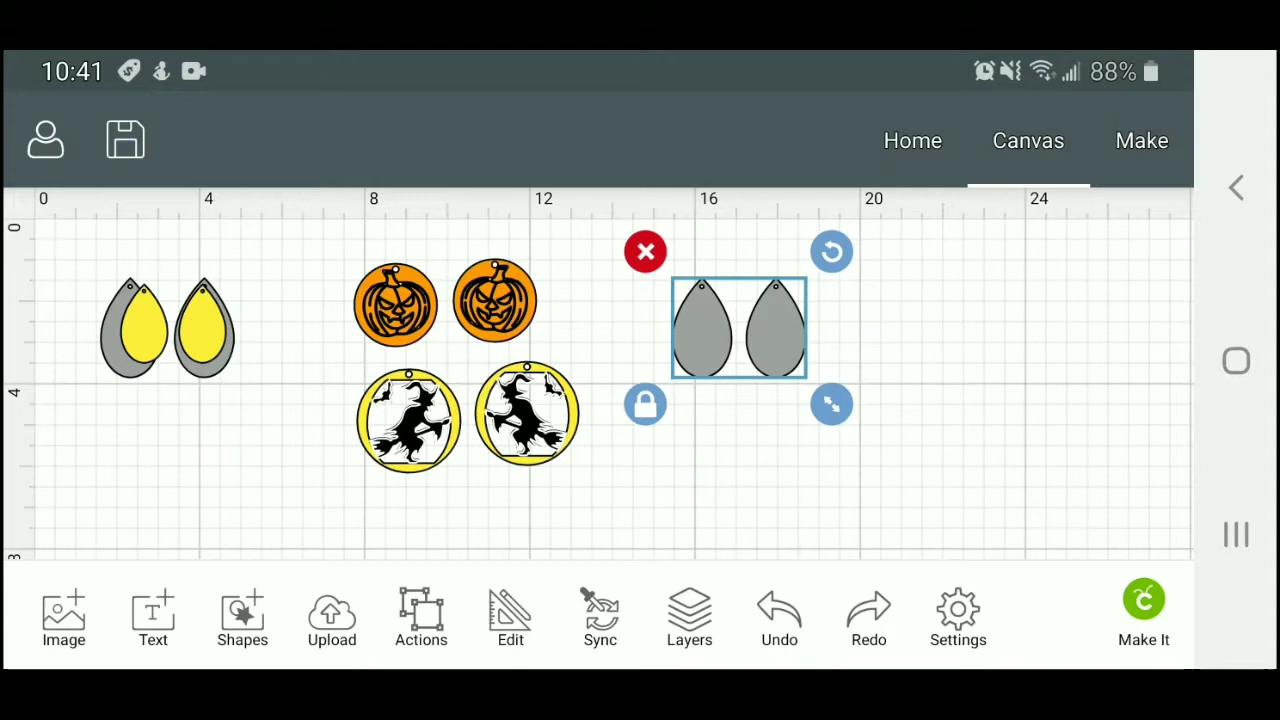 10:41
88%
Home
Canvas
Make
0 4 8 12 16 20 24
0
4
Image
Text
Shapes
Upload
Actions
Edit
Sync
Layers
Undo
Redo
Settings
Make It